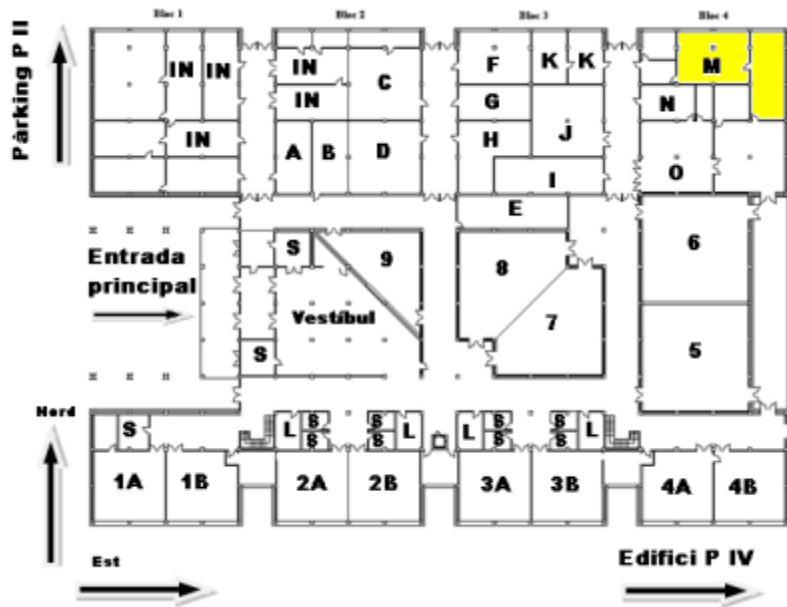 Bloc 1 Bloc 2 Bloc 3 Bloc 4
Párking P II
IN IN IN C F K K M
IN G N
IN A B D H J O
I
E
Entrada
principal
S 9 8 6
Vestíbul 7
S 5
Nord
S L S S L L S S L
S S S S
1A 1B 2A 2B 3A 3B 4A 4B
Est
Edifici P IV